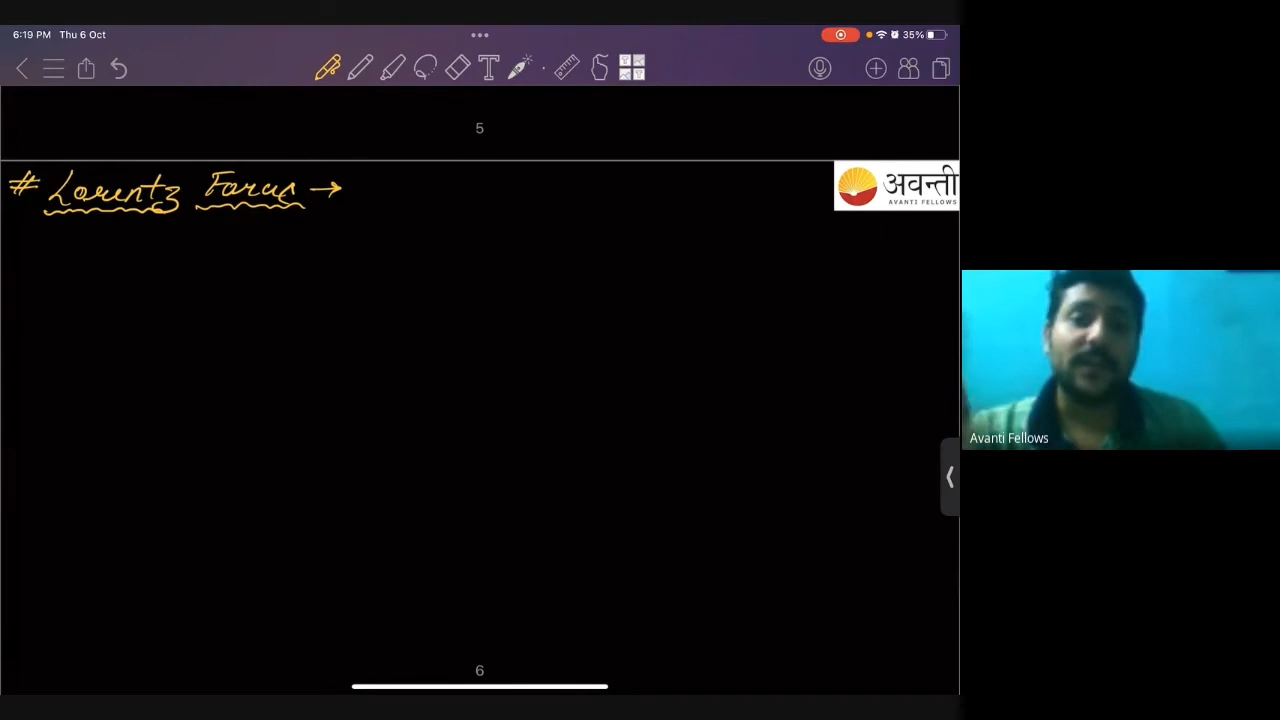 6:19 PM Thu 6 Oct
35%
5
# Lorentz Force →
अवन्ती
AVANTI FELLOWS
Avanti Fellows
6